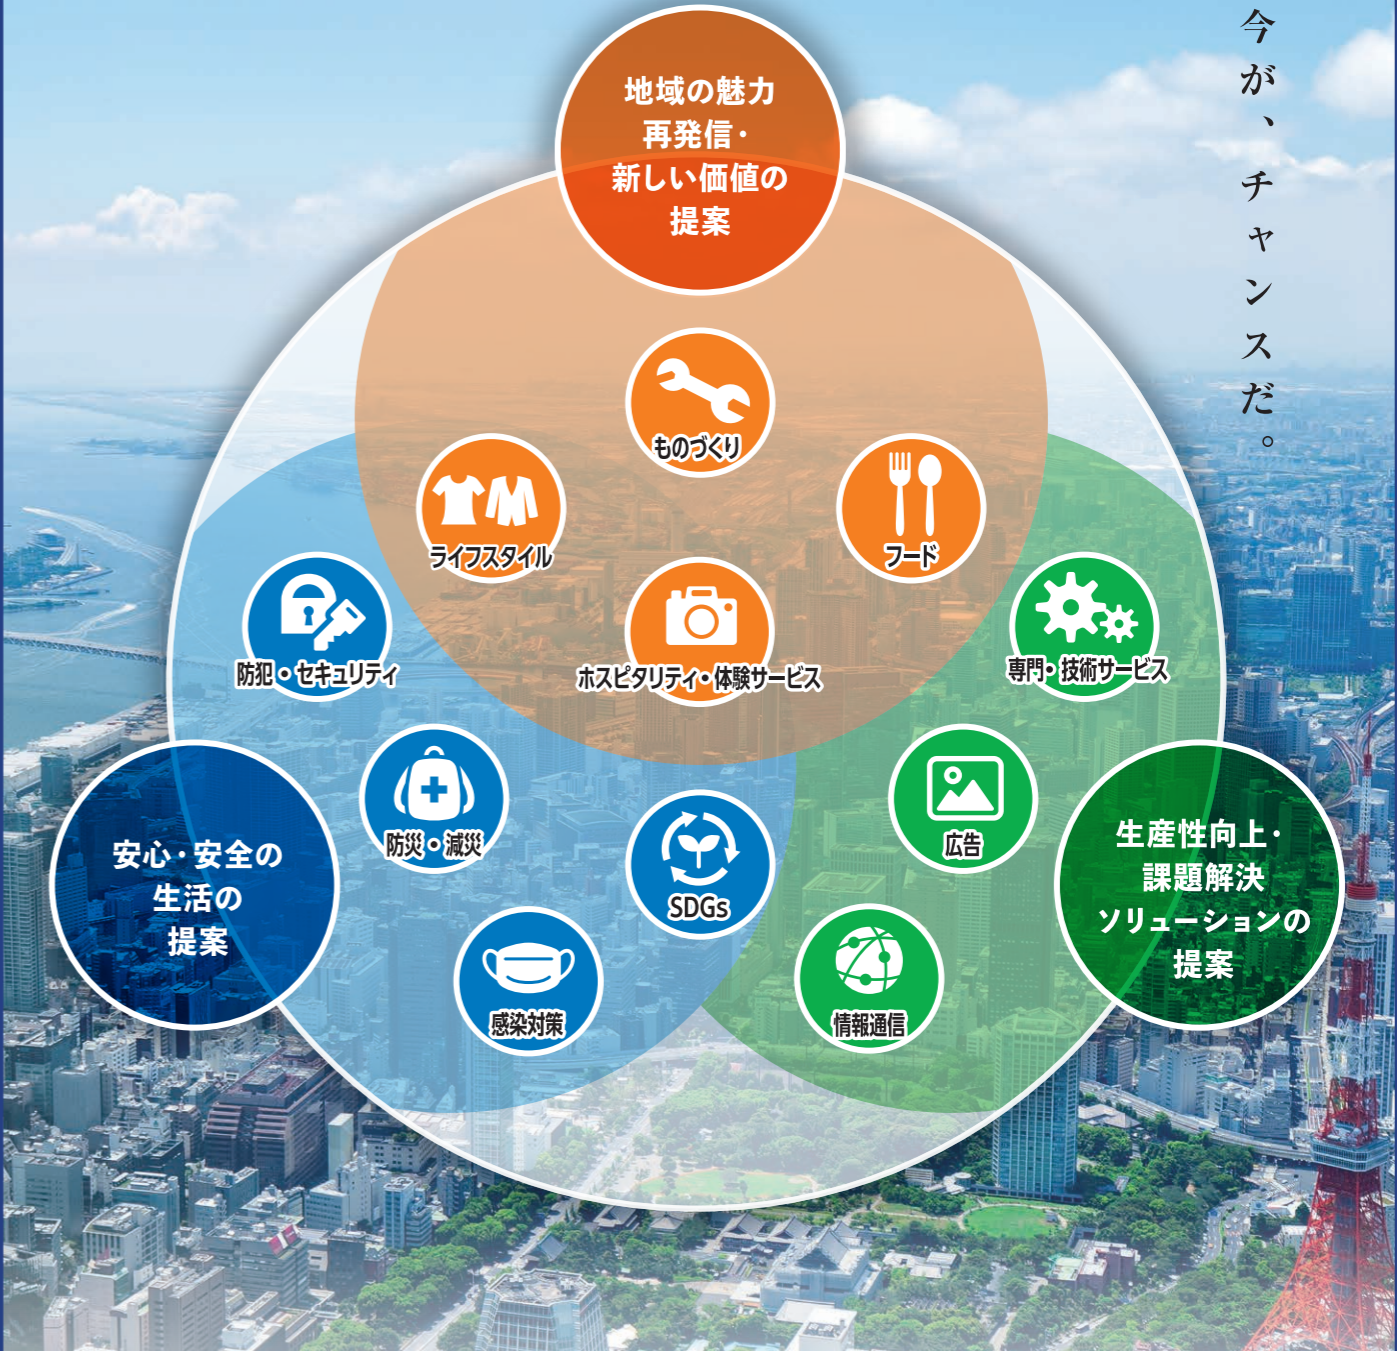 今が、チャンスだ。
地域の魅力
再発信・
新しい価値の
提案
ものづくり
ライフスタイル
フード
ホスピタリティ・体験サービス
防犯・セキュリティ
専門・技術サービス
防災・減災
広告
SDGs
感染対策
情報通信
安心・安全の
生活の
提案
生産性向上・
課題解決
ソリューションの
提案